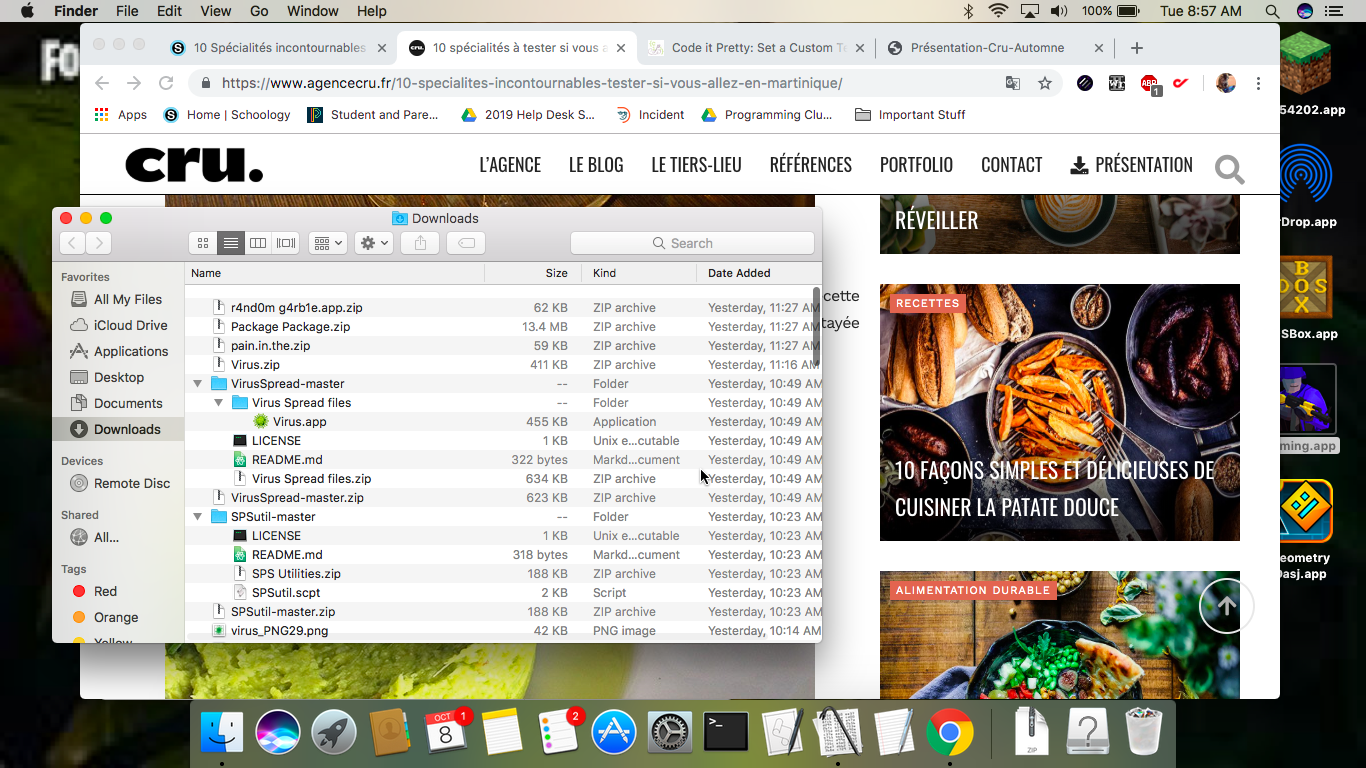 Finder File Edit View Go Window Help 100% Tue 8:57 AM
10 Spécialités incontournables
10 spécialités à tester si vous a
Code it Pretty: Set a Custom Te
Présentation-Cru-Automne
https://www.agencecru.fr/10-specialites-incontournables-tester-si-vous-allez-en-martinique/
ABP
1
Apps Home | Schoology Student and Pare... 2019 Help Desk S... Incident Programming Clu... Important Stuff
cru.
L'AGENCE LE BLOG LE TIERS-LIEU RÉFÉRENCES PORTFOLIO CONTACT PRÉSENTATION
RÉVEILLER
cette
tayée
RECETTES
10 FAÇONS SIMPLES ET DÉLICIEUSES DE
CUISINER LA PATATE DOUCE
ALIMENTATION DURABLE
Downloads
Search
Favorites
All My Files
iCloud Drive
Applications
Desktop
Documents
Downloads
Devices
Remote Disc
Shared
All...
Tags
Red
Orange
Yellow
Name Size Kind Date Added
r4nd0m g4rb1e.app.zip 62 KB ZIP archive Yesterday, 11:27 AM
Package Package.zip 13.4 MB ZIP archive Yesterday, 11:27 AM
pain.in.the.zip 59 KB ZIP archive Yesterday, 11:27 AM
Virus.zip 411 KB ZIP archive Yesterday, 11:16 AM
VirusSpread-master -- Folder Yesterday, 10:49 AM
Virus Spread files -- Folder Yesterday, 10:49 AM
Virus.app 455 KB Application Yesterday, 10:49 AM
LICENSE 1 KB Unix e...cutable Yesterday, 10:49 AM
README.md 322 bytes Markd...cument Yesterday, 10:49 AM
Virus Spread files.zip 634 KB ZIP archive Yesterday, 10:49 AM
VirusSpread-master.zip 623 KB ZIP archive Yesterday, 10:49 AM
SPSutil-master -- Folder Yesterday, 10:23 AM
LICENSE 1 KB Unix e...cutable Yesterday, 10:23 AM
README.md 318 bytes Markd...cument Yesterday, 10:23 AM
SPS Utilities.zip 188 KB ZIP archive Yesterday, 10:23 AM
SPSutil.scpt 2 KB Script Yesterday, 10:23 AM
SPSutil-master.zip 188 KB ZIP archive Yesterday, 10:23 AM
virus_PNG29.png 42 KB PNG image Yesterday, 10:14 AM
54202.app
rDrop.app
DOS
BOX
SBox.app
ming.app
eometry
Dasj.app
FO
OCT
8
1
2
ZIP